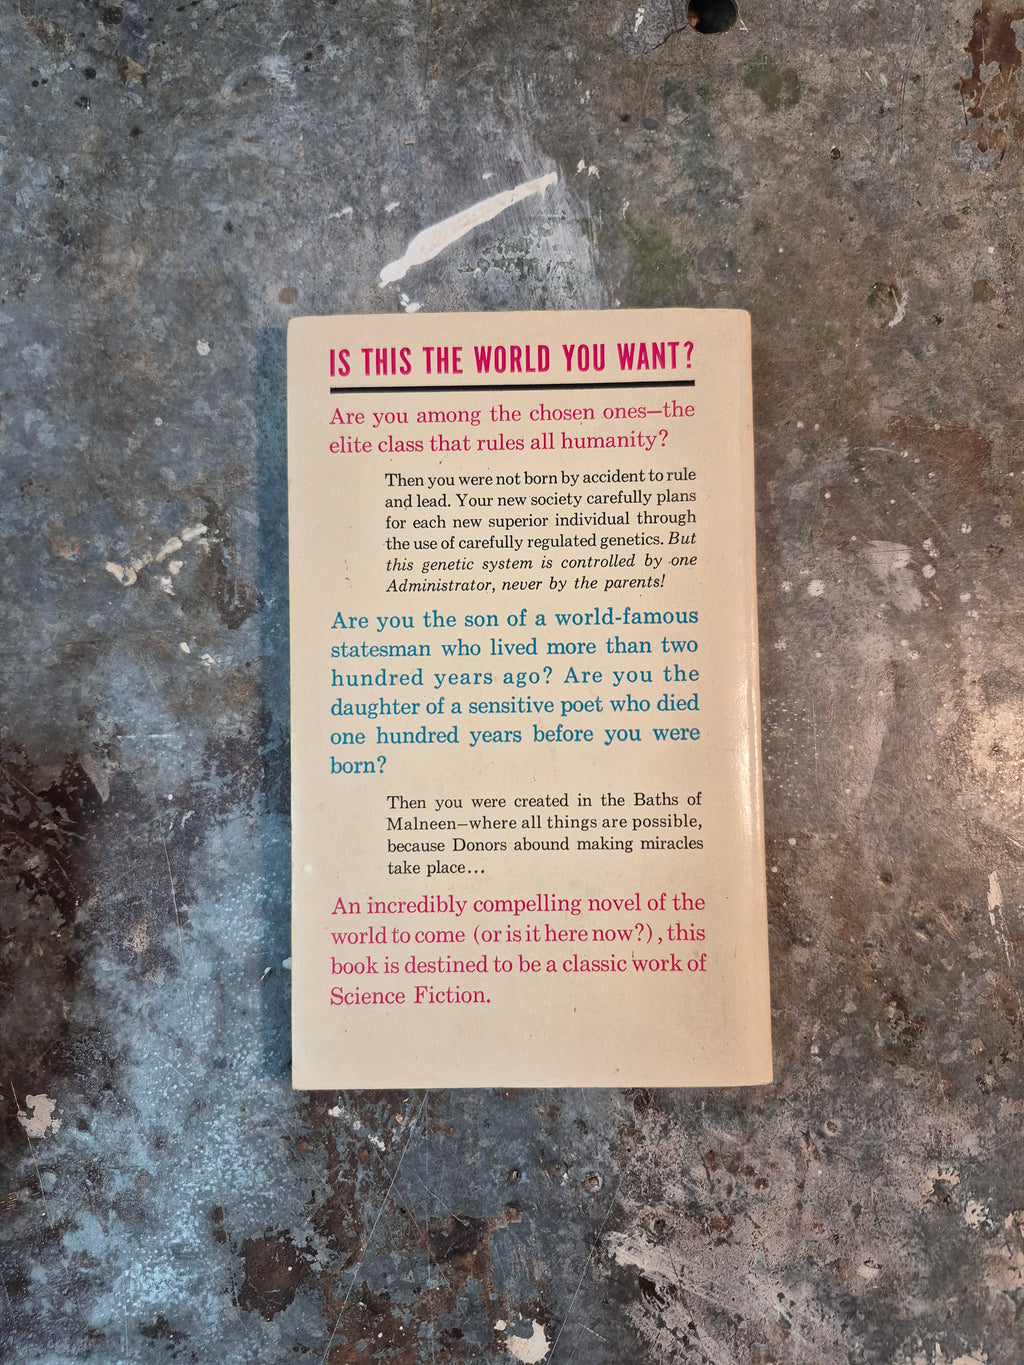 IS THIS THE WORLD YOU WANT?
Are you among the chosen ones—the
elite class that rules all humanity?
Then you were not born by accident to rule
and lead. Your new society carefully plans
for each new superior individual through
the use of carefully regulated genetics. But
this genetic system is controlled by one
Administrator, never by the parents!
Are you the son of a world-famous
statesman who lived more than two
hundred years ago? Are you the
daughter of a sensitive poet who died
one hundred years before you were
born?
Then you were created in the Baths of
Malneen—where all things are possible,
because Donors abound making miracles
take place...
An incredibly compelling novel of the
world to come (or is it here now?), this
book is destined to be a classic work of
Science Fiction.